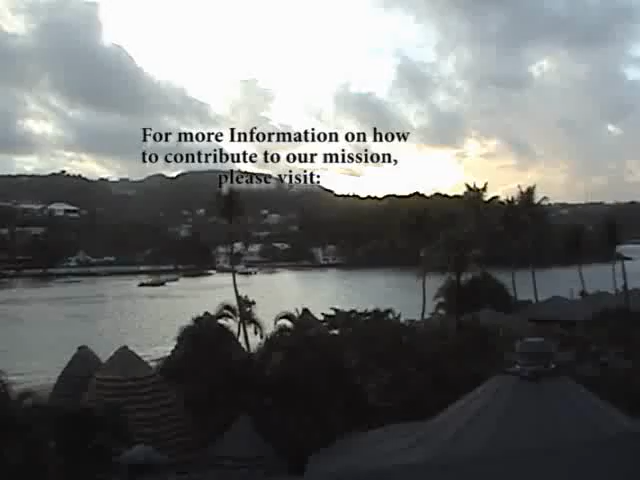 For more Information on how
to contribute to our mission,
please visit: